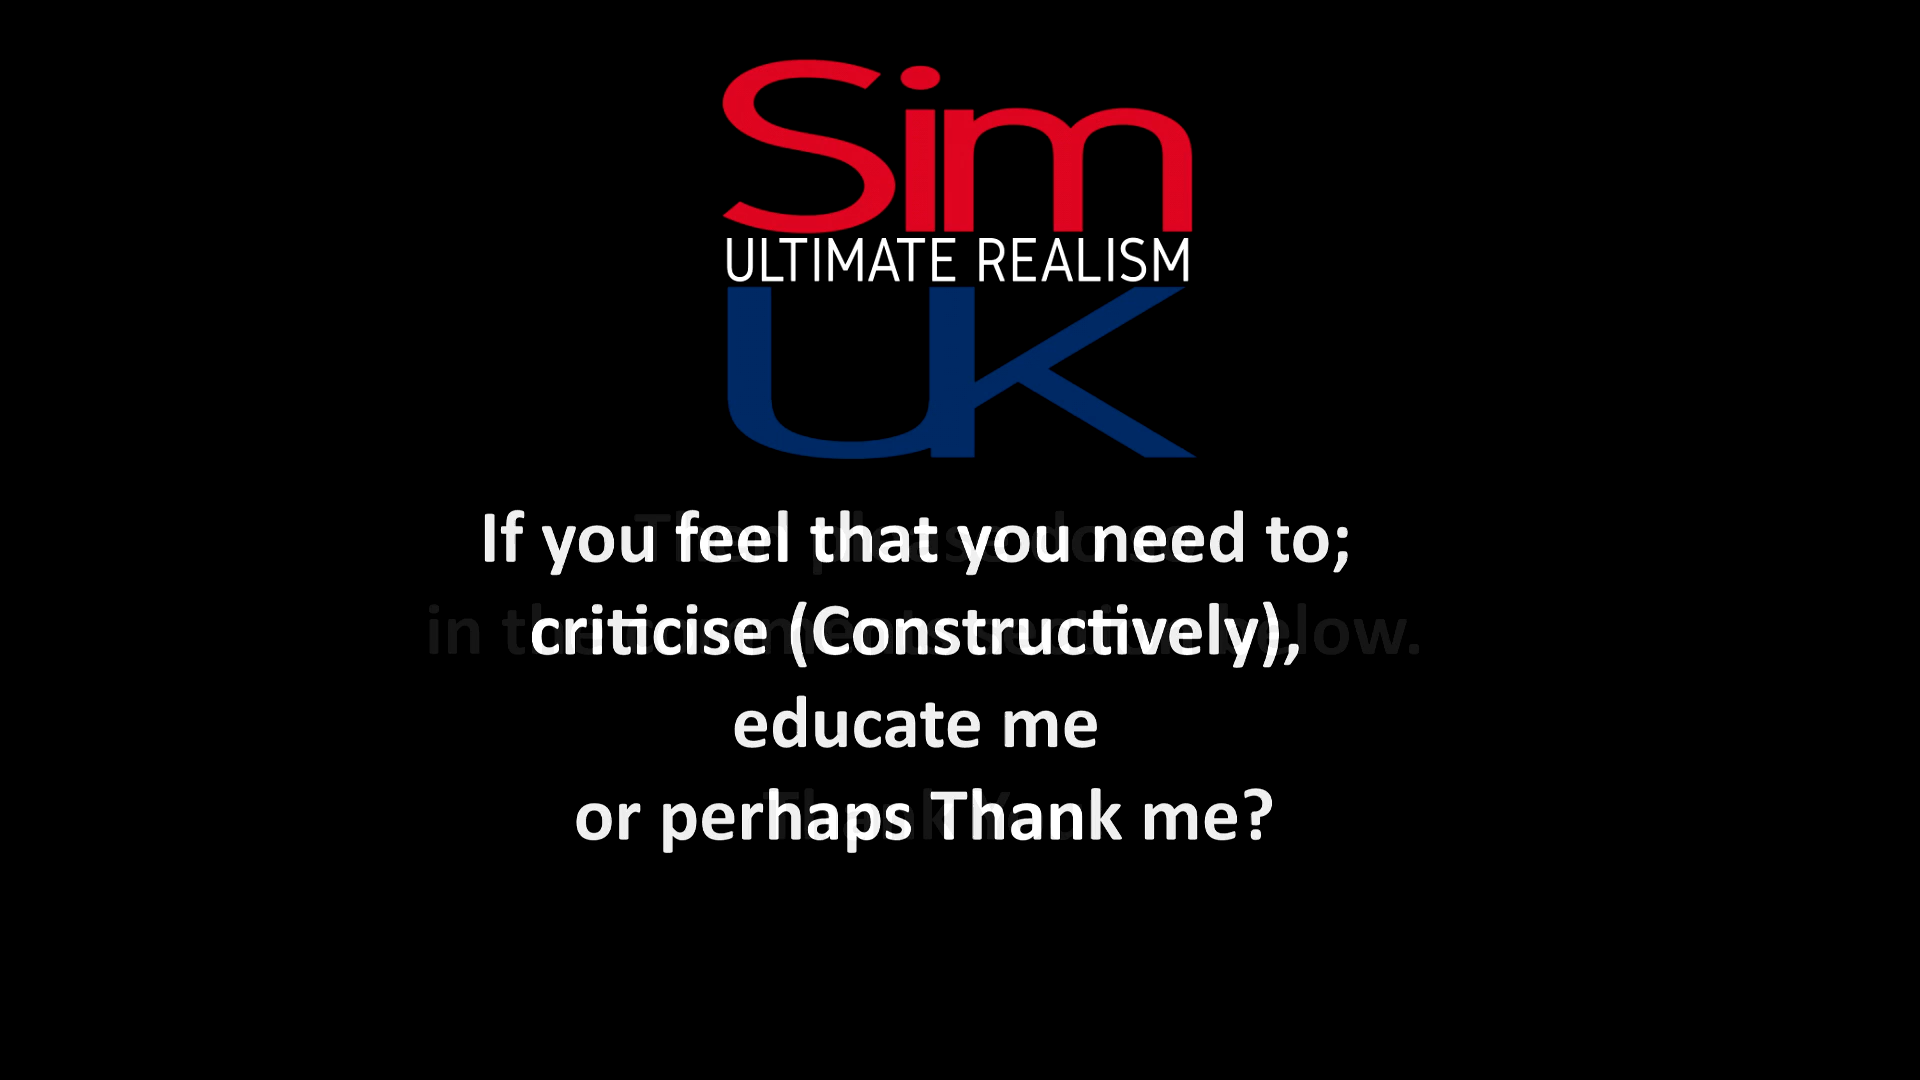 Sim
ULTIMATE REALISM
UK
If you feel that you need to;
criticise (Constructively),
educate me
or perhaps Thank me?